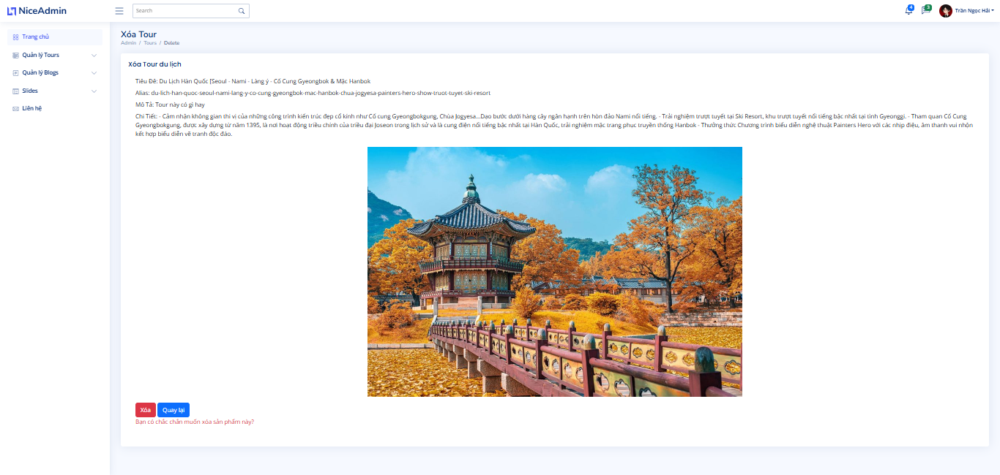 NiceAdmin
Search
4
3
Trần Ngọc Hải
Trang chủ
Quản lý Tours
Quản lý Blogs
Slides
Liên hệ
Xóa Tour
Admin / Tours / Delete
Xóa Tour du lịch
Tiêu Đề: Du Lịch Hàn Quốc [Seoul - Nami - Làng ý - Cố Cung Gyeongbok & Mặc Hanbok
Alias: du-lich-han-quoc-seoul-nami-lang-y-co-cung-gyeongbok-mac-hanbok-chua-jogyesa-painters-hero-show-truot-tuyet-ski-resort
Mô Tả: Tour này có gì hay
Chi Tiết: - Cảm nhận không gian thi vị của những công trình kiến trúc đẹp cổ kính như Cố cung Gyeongbokgung, Chùa Jogyesa...Dạo bước dưới hàng cây ngân hạnh trên hòn đảo Nami nổi tiếng. - Trải nghiệm trượt tuyết tại Ski Resort, khu trượt tuyết nổi tiếng bậc nhất tại tỉnh Gyeonggi. - Tham quan Cố Cung
Gyeongbokgung, được xây dựng từ năm 1395, là nơi hoạt động triều chính của triều đại Joseon trong lịch sử và là cung điện nổi tiếng bậc nhất tại Hàn Quốc, trải nghiệm mặc trang phục truyền thống Hanbok - Thưởng thức Chương trình biểu diễn nghệ thuật Painters Hero với các nhịp điệu, âm thanh vui nhộn
kết hợp biểu diễn vẽ tranh độc đáo.
Xóa
Quay lại
Bạn có chắc chắn muốn xóa sản phẩm này?